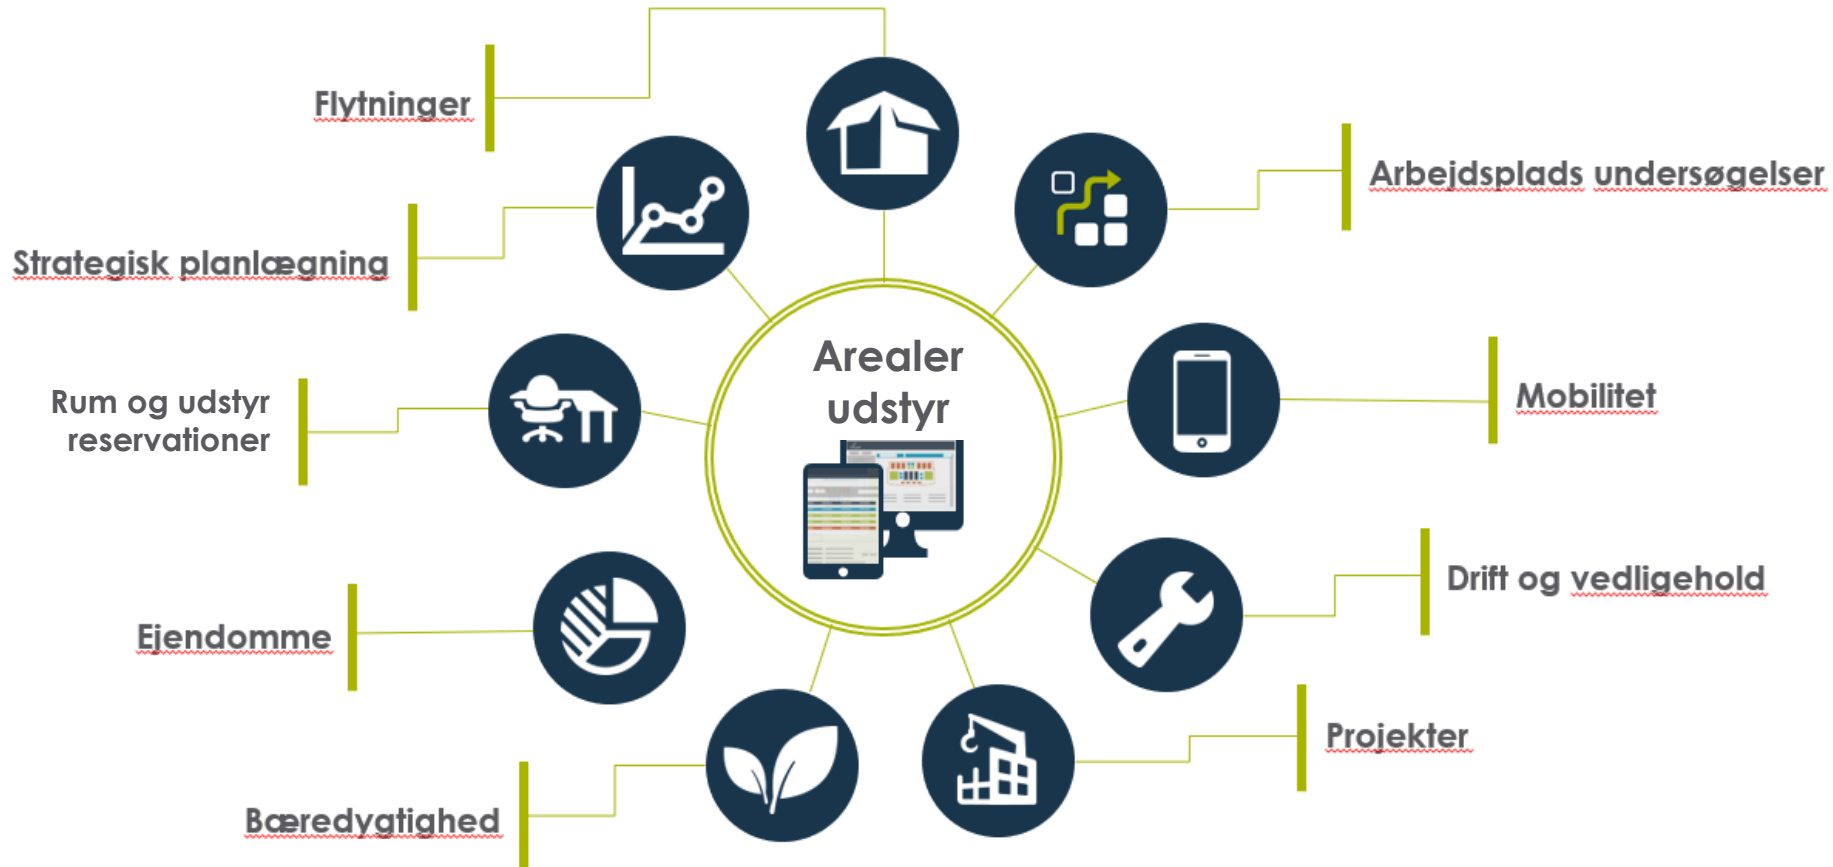 Flytninger
Arbejdsplads undersøgelser
Strategisk planlægning
Arealer
udstyr
Rum og udstyr
reservationer
Mobilitet
Drift og vedligehold
Ejendomme
Projekter
Bæredygtighed